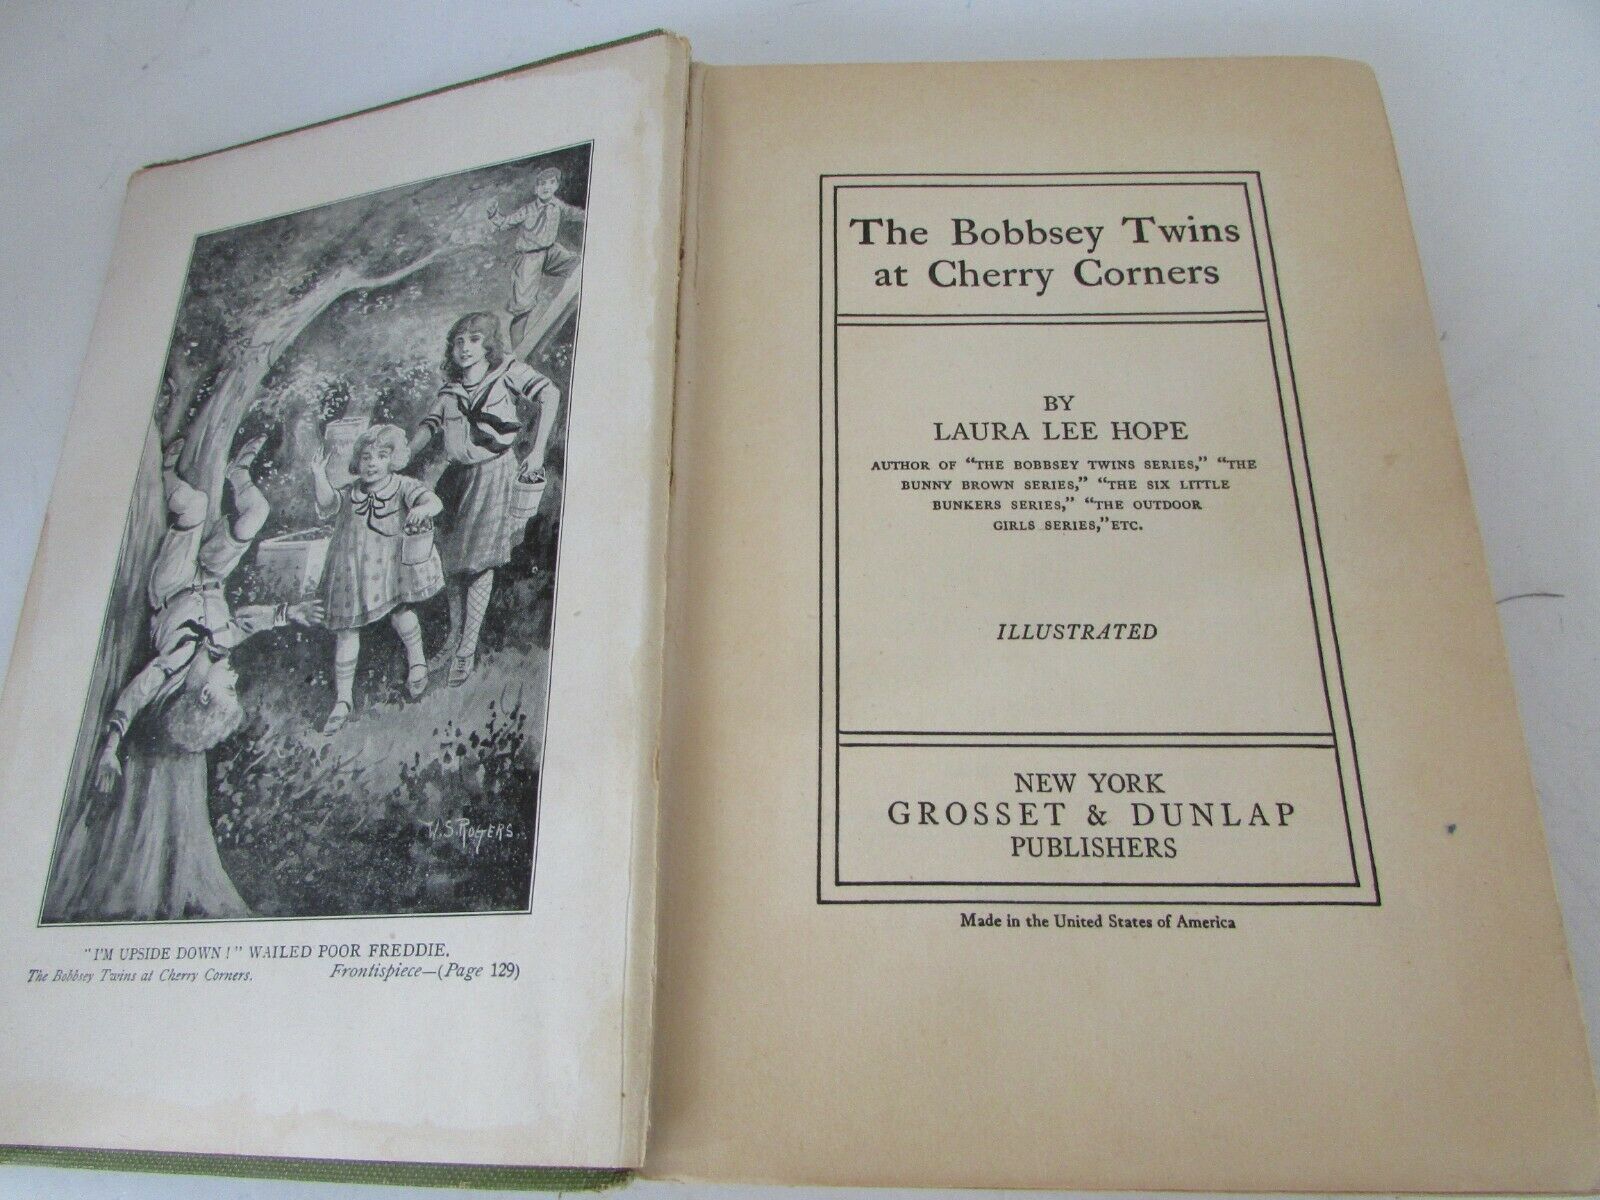 W.S. ROGERS.
"I'M UPSIDE DOWN!" WAILED POOR FREDDIE.
The Bobbsey Twins at Cherry Corners. Frontispiece—(Page 129)
The Bobbsey Twins
at Cherry Corners
BY
LAURA LEE HOPE
AUTHOR OF "THE BOBBSEY TWINS SERIES," "THE
BUNNY BROWN SERIES," "THE SIX LITTLE
BUNKERS SERIES," "THE OUTDOOR
GIRLS SERIES," ETC.
ILLUSTRATED
NEW YORK
GROSSET & DUNLAP
PUBLISHERS
Made in the United States of America